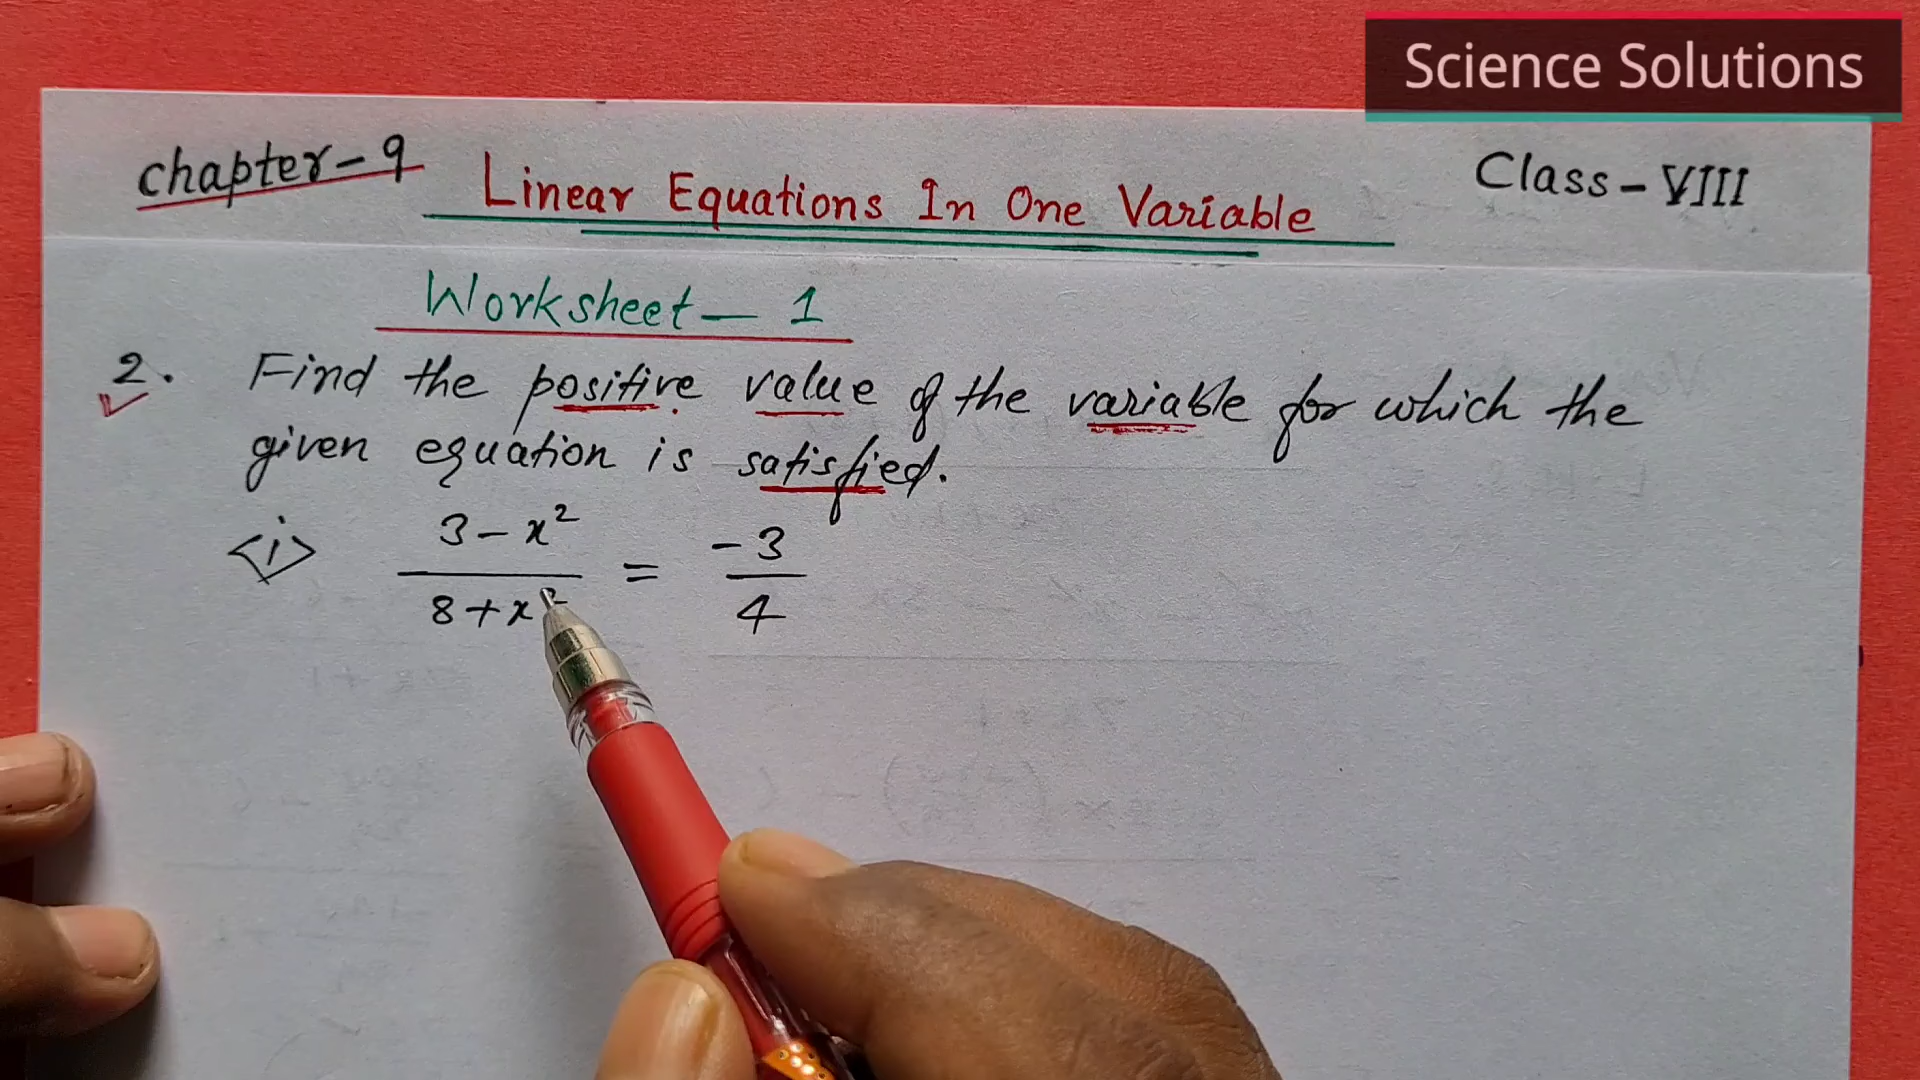 Science Solutions
chapter-9 Linear Equations In One Variable Class-VIII
Worksheet-1
2. Find the positive value of the variable for which the
given equation is satisfied.
<i> 3-x² / 8+x² = -3 / 4